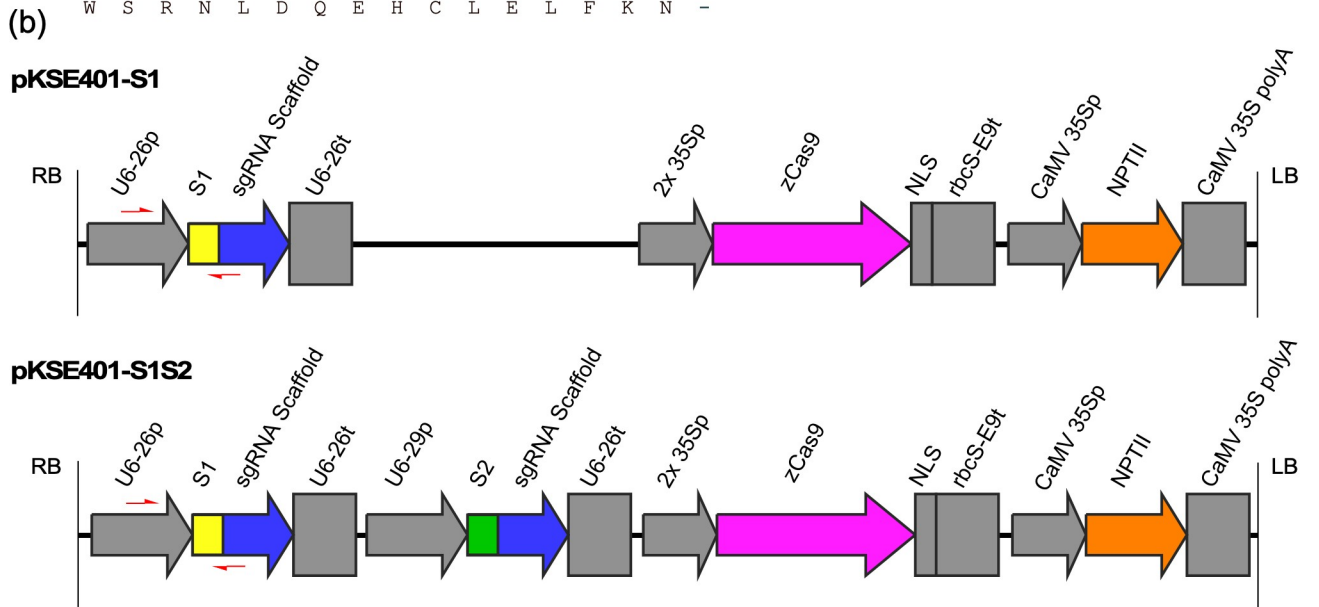 W S R N L D Q E H C L E L F K N -
(b)
pKSE401-S1
RB U6-26p S1 sgRNA Scaffold U6-26t 2x 35Sp zCas9 NLS rbcS-E9t CaMV 35Sp NPTII CaMV 35S polyA LB
pKSE401-S1S2
RB U6-26p S1 sgRNA Scaffold U6-26t U6-29p S2 sgRNA Scaffold U6-26t 2x 35Sp zCas9 NLS rbcS-E9t CaMV 35Sp NPTII CaMV 35S polyA LB